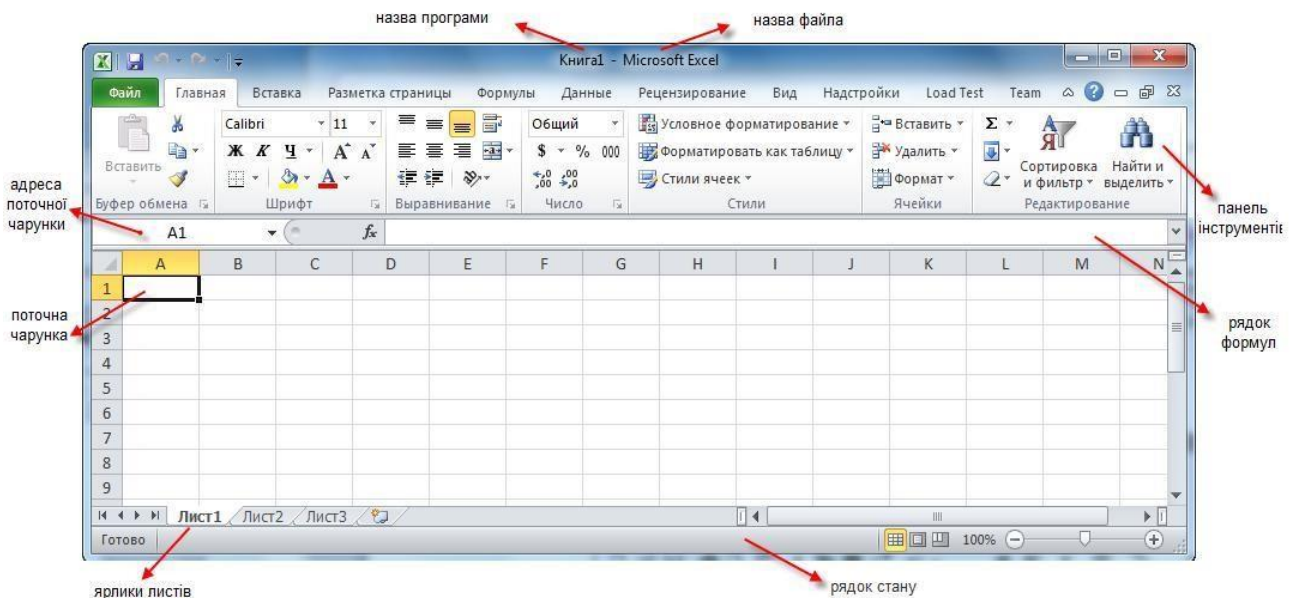 назва програми
назва файла
Книга1 - Microsoft Excel
Файл Главная Вставка Разметка страницы Формулы Данные Рецензирование Вид Надстройки Load Test Team
Calibri 11 Общий Условное форматирование Вставить Σ
Вставить Ж К Ч А А $ % 000 Форматировать как таблицу Удалить Сортировка и фильтр Найти и выделить
А ,0 ,00 ,00 ,0 Стили ячеек Формат
Буфер обмена Шрифт Выравнивание Число Стили Ячейки Редактирование
адреса
поточної
чарунки
панель
інструментів
A1 fx
A B C D E F G H I J K L M N
1
2
3
4
5
6
7
8
9
поточна
чарунка
рядок
формул
Лист1 Лист2 Лист3
Готово 100%
ярлики листів
рядок стану